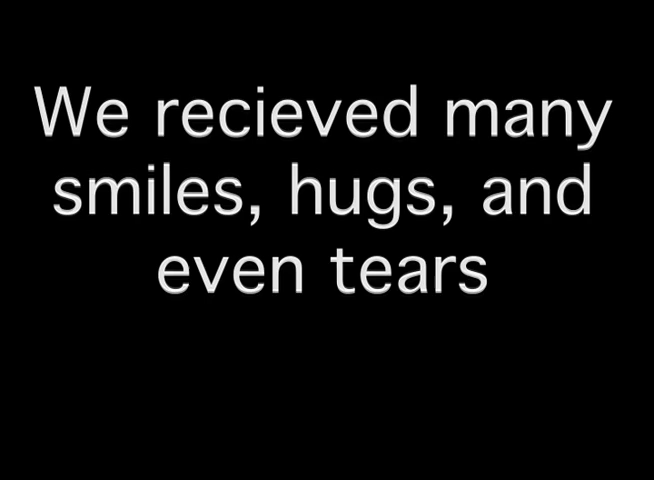 We recieved many
smiles, hugs, and
even tears